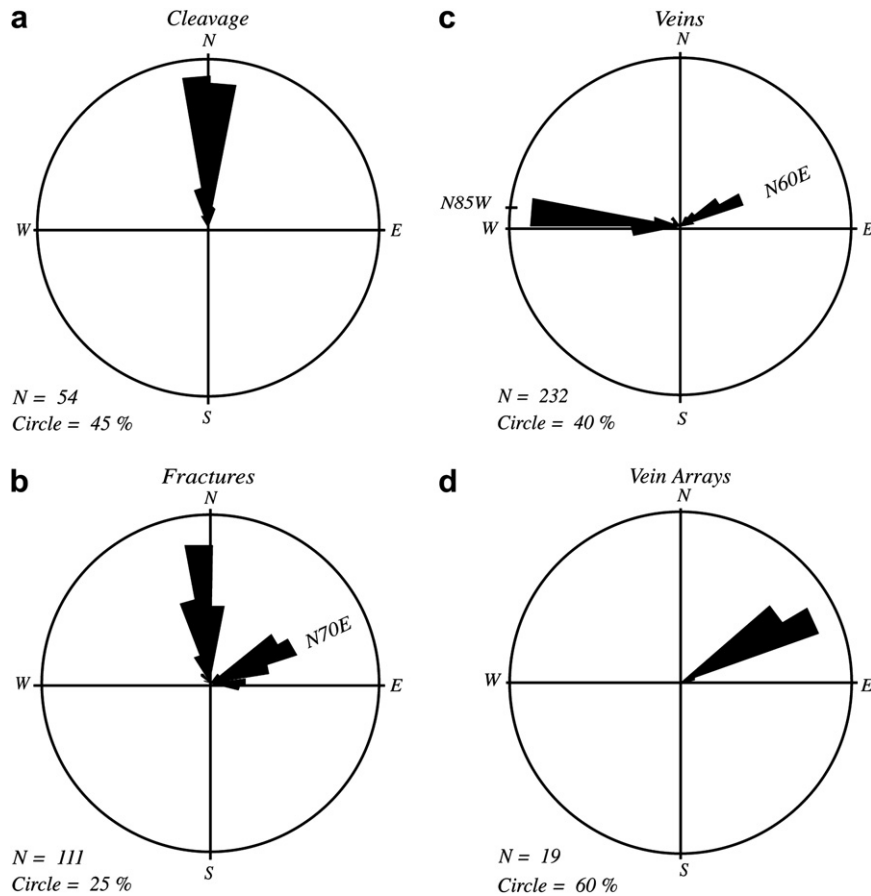 a
Cleavage
N
W
E
S
N = 54
Circle = 45 %
c
Veins
N
N85W
N60E
W
E
S
N = 232
Circle = 40 %
b
Fractures
N
N70E
W
E
S
N = 111
Circle = 25 %
d
Vein Arrays
N
W
E
S
N = 19
Circle = 60 %